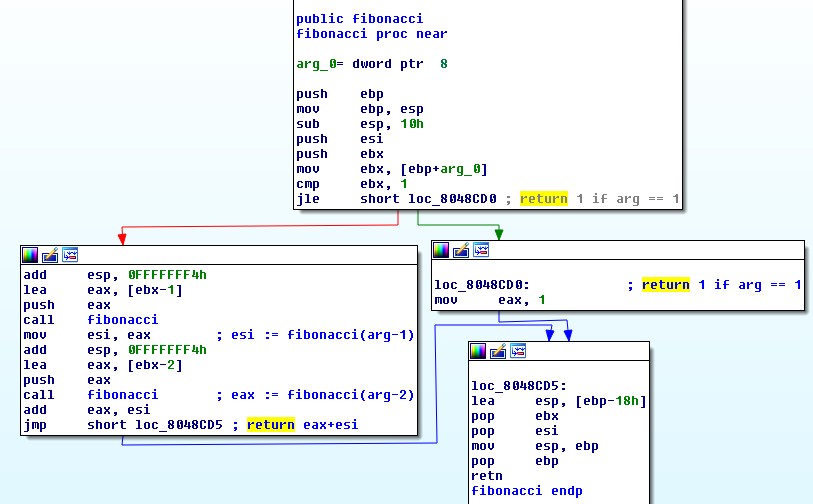 public fibonacci
fibonacci proc near
arg_0= dword ptr  8
push    ebp
mov     ebp, esp
sub     esp, 10h
push    esi
push    ebx
mov     ebx, [ebp+arg_0]
cmp     ebx, 1
jle     short loc_8048CD0 ; return 1 if arg == 1
add     esp, 0FFFFFFF4h
lea     eax, [ebx-1]
push    eax
call    fibonacci
mov     esi, eax        ; esi := fibonacci(arg-1)
add     esp, 0FFFFFFF4h
lea     eax, [ebx-2]
push    eax
call    fibonacci       ; eax := fibonacci(arg-2)
add     eax, esi
jmp     short loc_8048CD5 ; return eax+esi
loc_8048CD0:            ; return 1 if arg == 1
mov     eax, 1
loc_8048CD5:
lea     esp, [ebp-18h]
pop     ebx
pop     esi
mov     esp, ebp
pop     ebp
retn
fibonacci endp